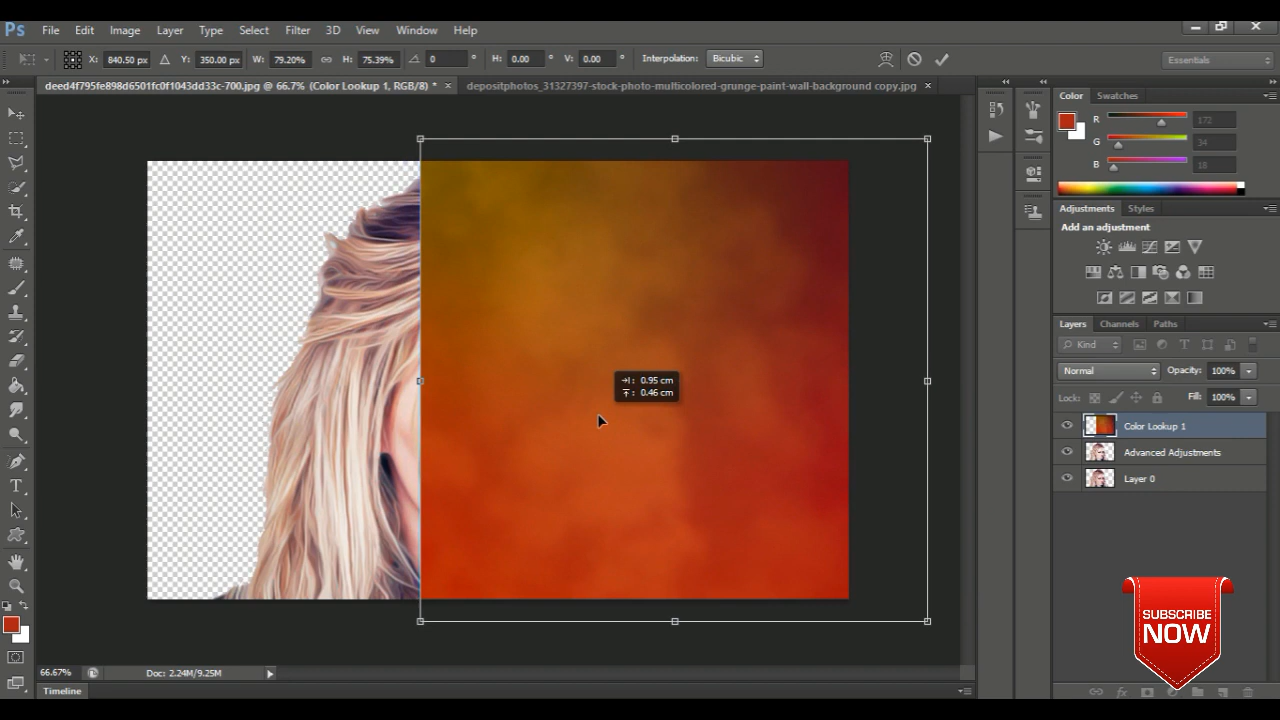 Ps File Edit Image Layer Type Select Filter 3D View Window Help
X: 840.50 px Y: 350.00 px W: 79.20% H: 75.39% 0 ° H: 0.00 ° V: 0.00 ° Interpolation: Bicubic Essentials
deed4f795fe898d6501fc0f1043dd33c-700.jpg @ 66.7% (Color Lookup 1, RGB/8) * × depositphotos_31327397-stock-photo-multicolored-grunge-paint-wall-background copy.jpg ×
Color Swatches
R 172
G 34
B 18
Adjustments Styles
Add an adjustment
Layers Channels Paths
Kind
Normal Opacity: 100%
Lock: Fill: 100%
Color Lookup 1
Advanced Adjustments
Layer 0
: 0.95 cm
: 0.46 cm
SUBSCRIBE
NOW
66.67% Doc: 2.24M/9.25M
Timeline